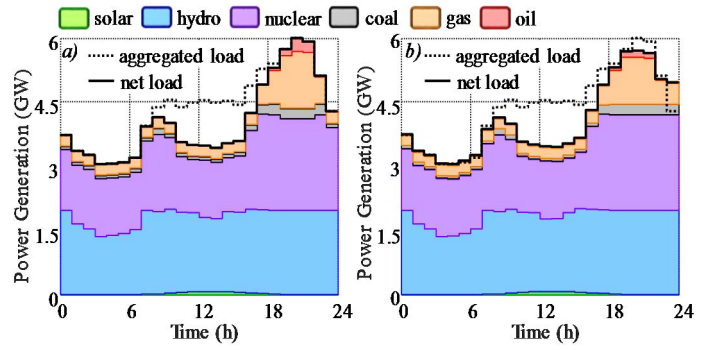 solar hydro nuclear coal gas oil
6
a)
aggregated load
net load
4.5
3
1.5
0
Power Generation (GW)
0 6 12 18 24
Time (h)
6
b)
aggregated load
net load
4.5
3
1.5
0
Power Generation (GW)
0 6 12 18 24
Time (h)